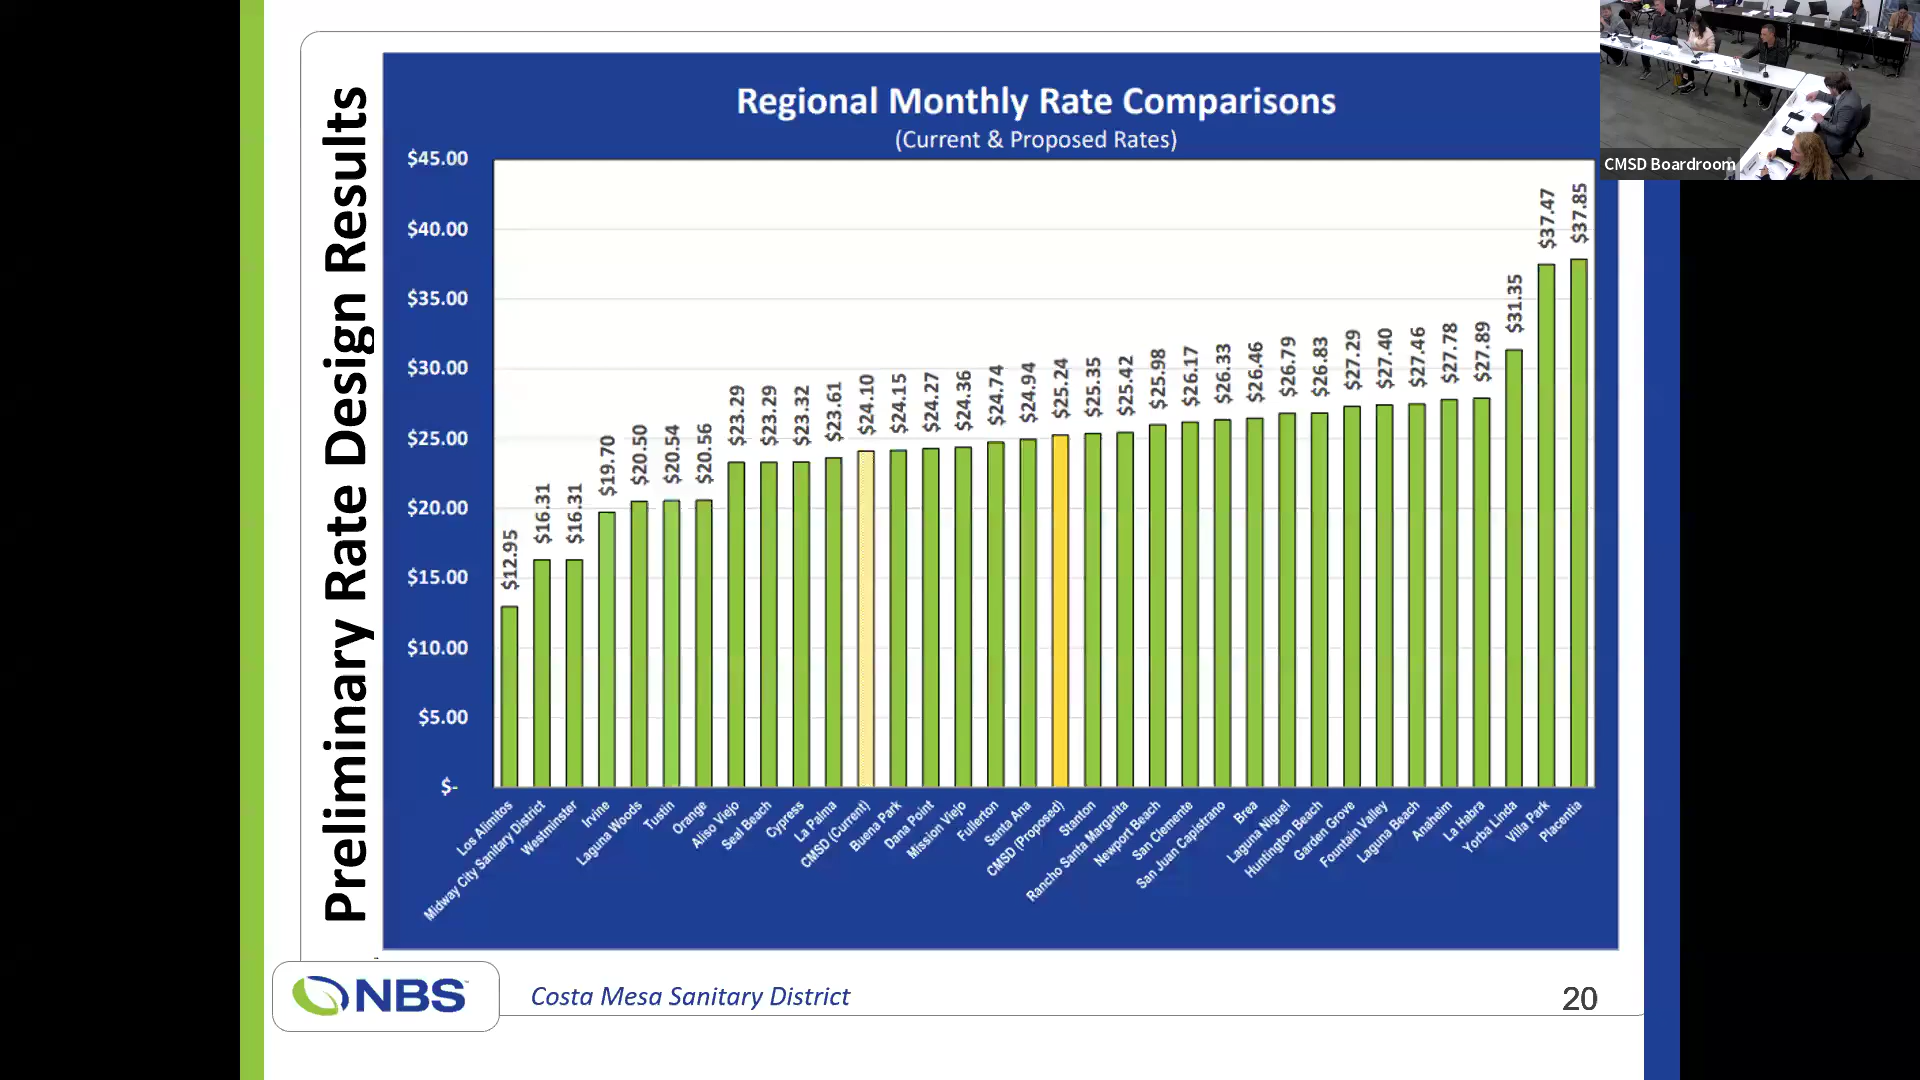 Preliminary Rate Design Results
Regional Monthly Rate Comparisons
(Current & Proposed Rates)
$45.00
$40.00
$35.00
$30.00
$25.00
$20.00
$15.00
$10.00
$5.00
$-
$12.95
$16.31
$16.31
$19.70
$20.50
$20.54
$20.56
$23.29
$23.29
$23.32
$23.61
$24.10
$24.15
$24.27
$24.36
$24.74
$24.94
$25.24
$25.35
$25.42
$25.98
$26.17
$26.33
$26.46
$26.79
$26.83
$27.29
$27.40
$27.46
$27.78
$27.89
$31.35
$37.47
$37.85
Los Alimitos
Midway City Sanitary District
Westminster
Irvine
Laguna Woods
Tustin
Orange
Aliso Viejo
Seal Beach
Cypress
La Palma
CMSD (Current)
Buena Park
Dana Point
Mission Viejo
Fullerton
Santa Ana
CMSD (Proposed)
Stanton
Rancho Santa Margarita
Newport Beach
San Clemente
San Juan Capistrano
Brea
Laguna Niguel
Huntington Beach
Garden Grove
Fountain Valley
Laguna Beach
Anaheim
La Habra
Yorba Linda
Villa Park
Placentia
NBS
Costa Mesa Sanitary District
20
CMSD Boardroom